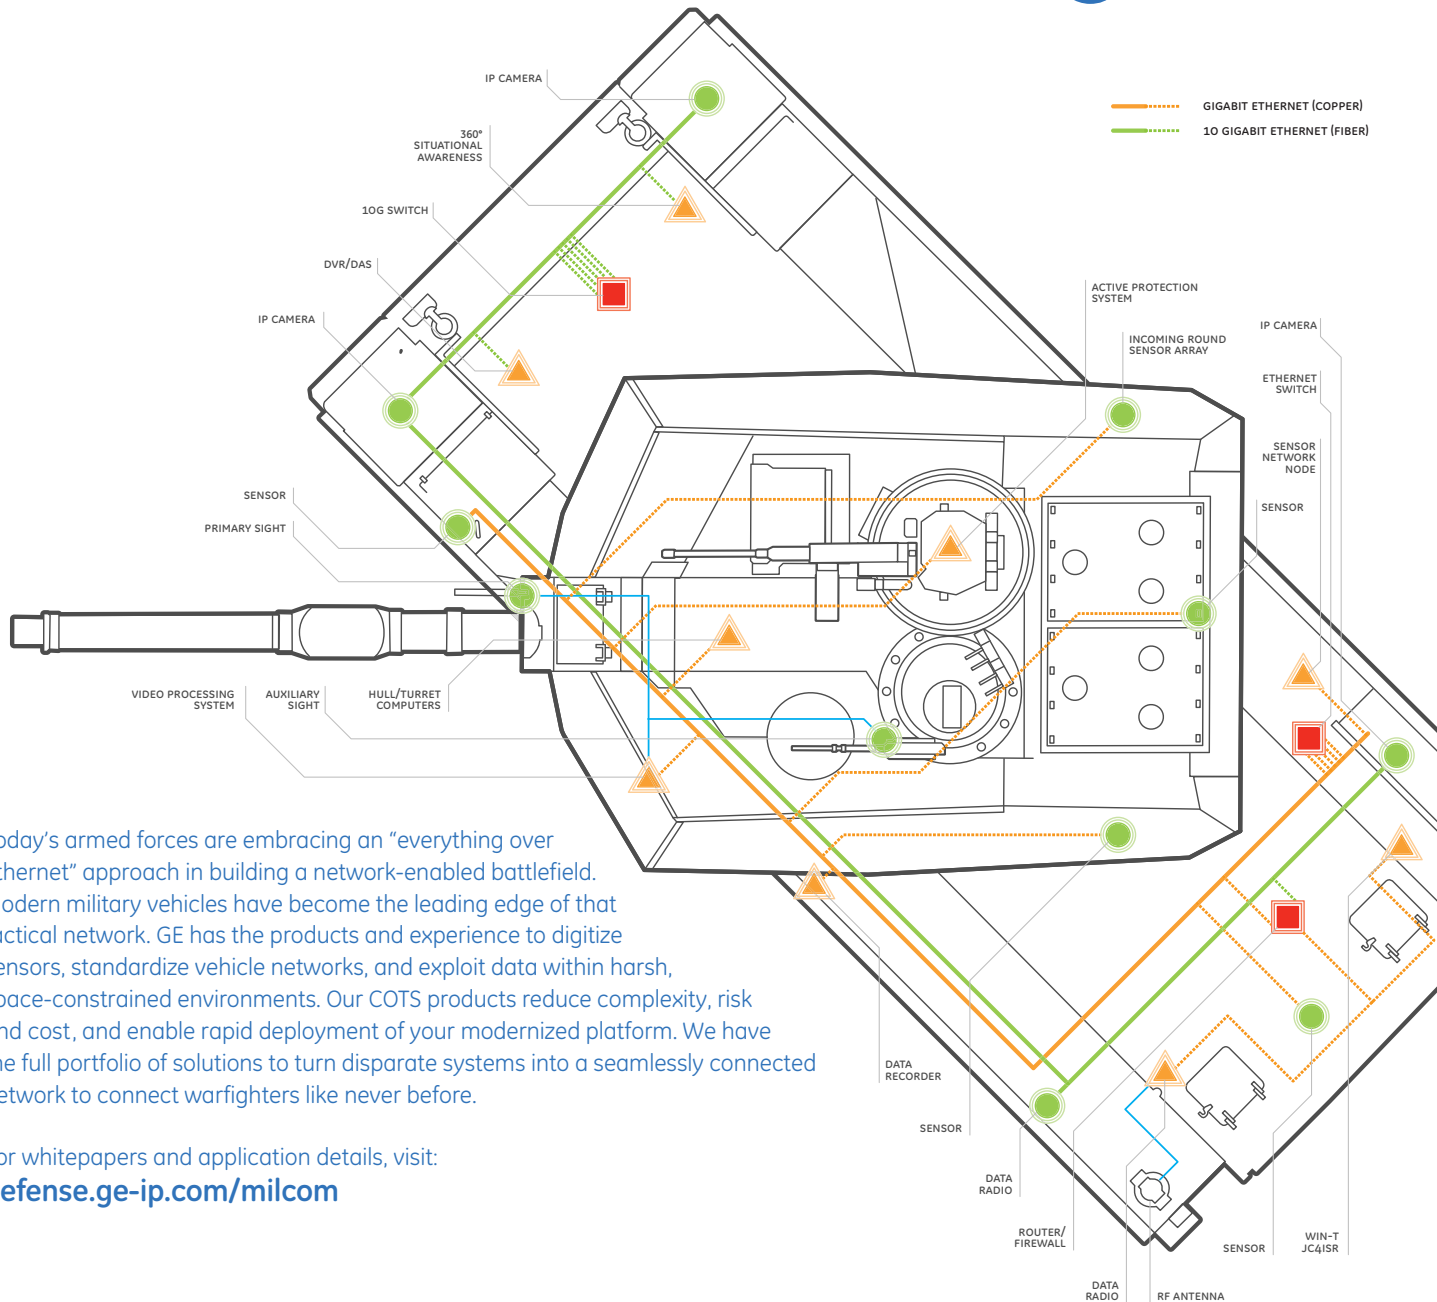 IP CAMERA
GIGABIT ETHERNET (COPPER)
10 GIGABIT ETHERNET (FIBER)
360°
SITUATIONAL
AWARENESS
10G SWITCH
DVR/DAS
IP CAMERA
ACTIVE PROTECTION
SYSTEM
INCOMING ROUND
SENSOR ARRAY
IP CAMERA
ETHERNET
SWITCH
SENSOR
NETWORK
NODE
SENSOR
SENSOR
PRIMARY SIGHT
VIDEO PROCESSING
SYSTEM
AUXILIARY
SIGHT
HULL/TURRET
COMPUTERS
oday's armed forces are embracing an “everything over
thernet” approach in building a network-enabled battlefield.
odern military vehicles have become the leading edge of that
actical network. GE has the products and experience to digitize
ensors, standardize vehicle networks, and exploit data within harsh,
pace-constrained environments. Our COTS products reduce complexity, risk
nd cost, and enable rapid deployment of your modernized platform. We have
he full portfolio of solutions to turn disparate systems into a seamlessly connected
etwork to connect warfighters like never before.
or whitepapers and application details, visit:
efense.ge-ip.com/milcom
DATA
RECORDER
SENSOR
DATA
RADIO
ROUTER/
FIREWALL
DATA
RADIO
RF ANTENNA
SENSOR
WIN-T
JC4ISR